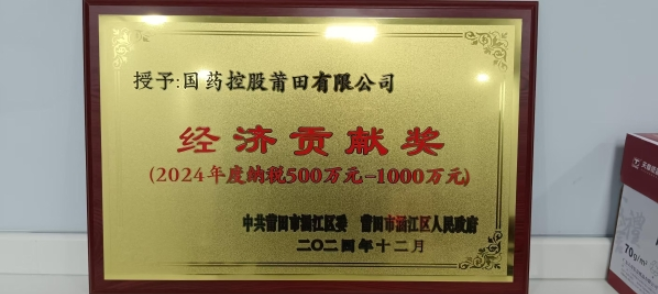 授予:国药控股莆田有限公司
经济贡献奖
(2024年度纳税500万元-1000万元)
中共莆田市涵江区委 莆田市涵江区人民政府
二〇二四年十二月
70g/m²